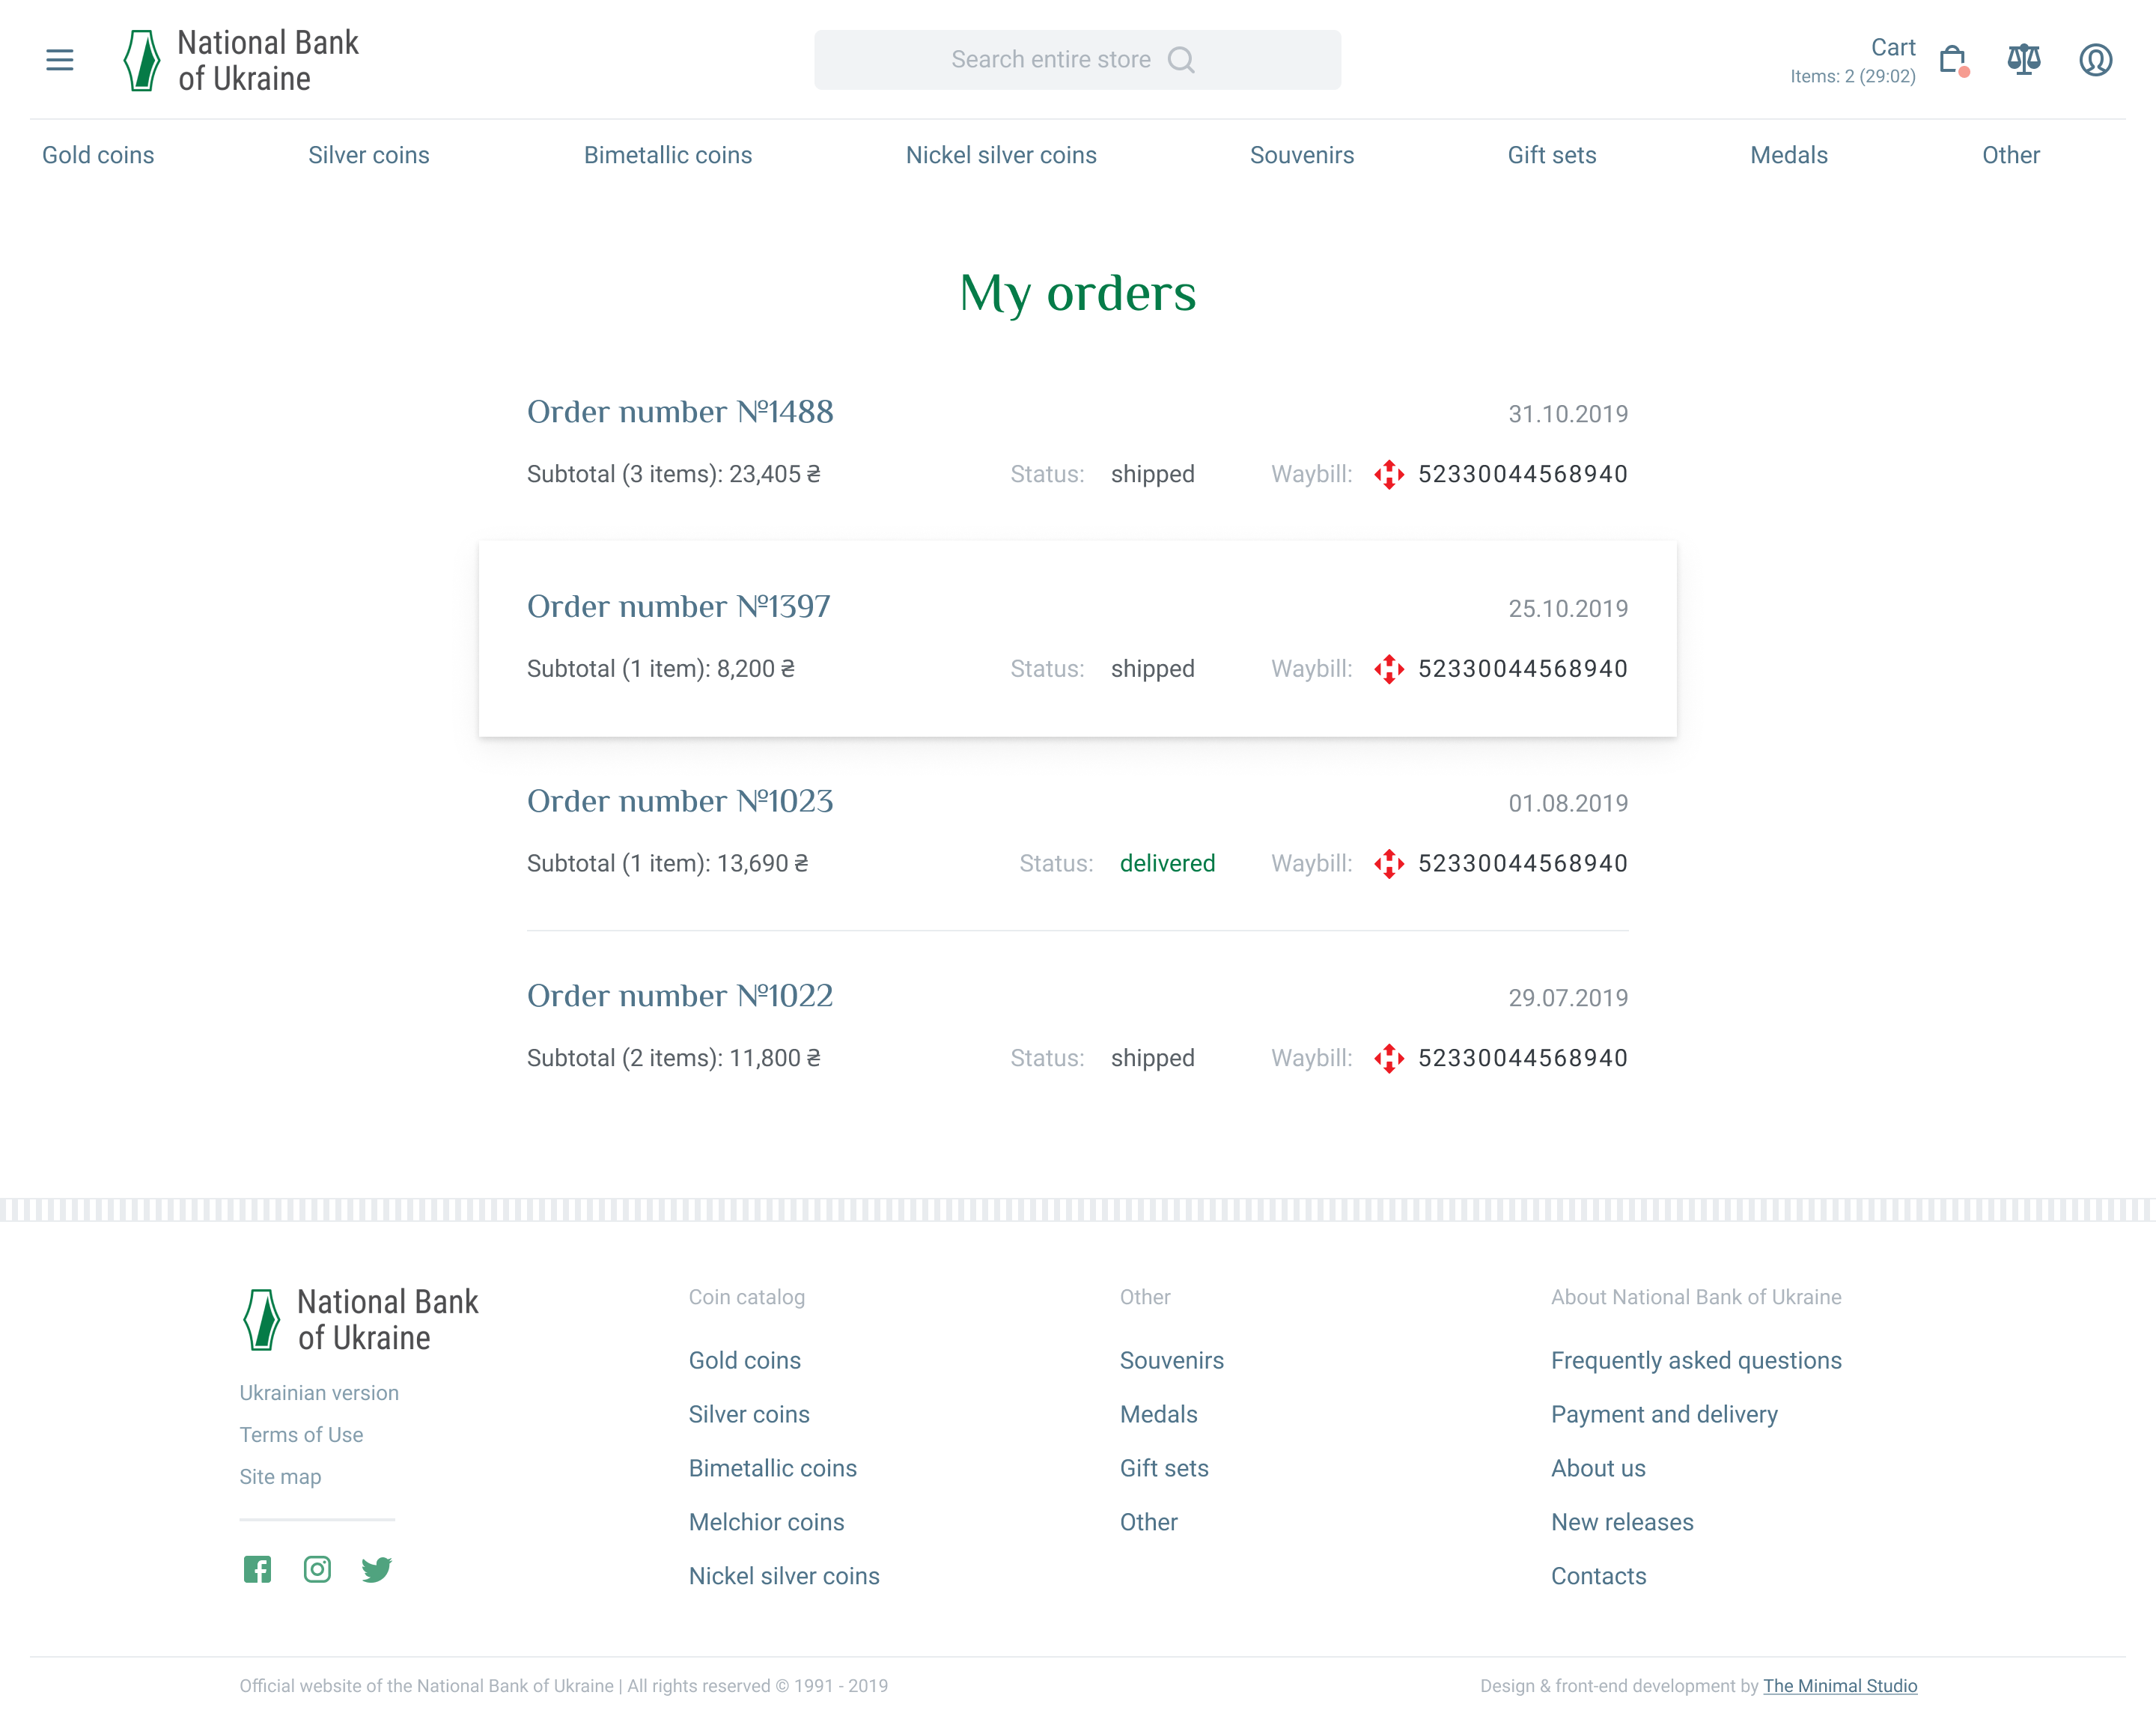 National Bank
of Ukraine
Search entire store
Cart
Items: 2 (29:02)
Gold coins
Silver coins
Bimetallic coins
Nickel silver coins
Souvenirs
Gift sets
Medals
Other
My orders
Order number №1488
31.10.2019
Subtotal (3 items): 23,405 ₴
Status: shipped
Waybill: 52330044568940
Order number №1397
25.10.2019
Subtotal (1 item): 8,200 ₴
Status: shipped
Waybill: 52330044568940
Order number №1023
01.08.2019
Subtotal (1 item): 13,690 ₴
Status: delivered
Waybill: 52330044568940
Order number №1022
29.07.2019
Subtotal (2 items): 11,800 ₴
Status: shipped
Waybill: 52330044568940
National Bank
of Ukraine
Ukrainian version
Terms of Use
Site map
Coin catalog
Gold coins
Silver coins
Bimetallic coins
Melchior coins
Nickel silver coins
Other
Souvenirs
Medals
Gift sets
Other
About National Bank of Ukraine
Frequently asked questions
Payment and delivery
About us
New releases
Contacts
Official website of the National Bank of Ukraine | All rights reserved © 1991 - 2019
Design & front-end development by The Minimal Studio